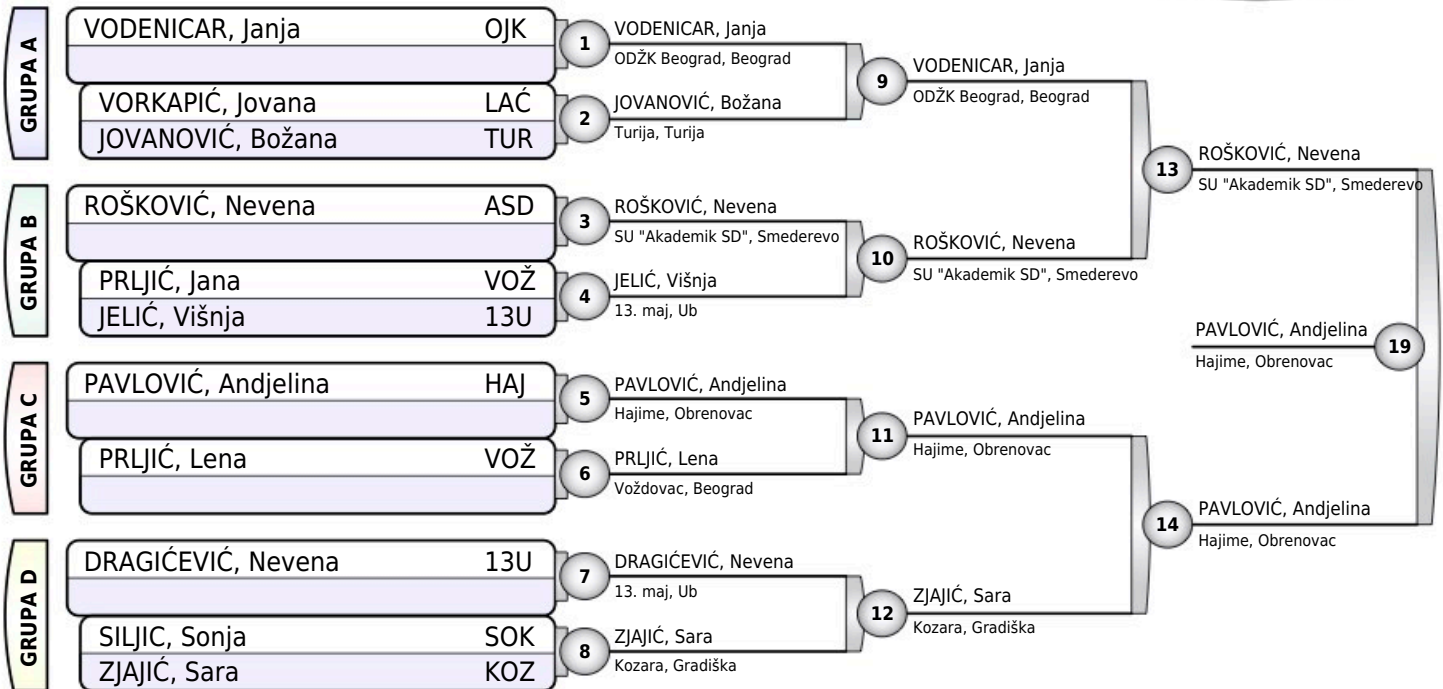 GRUPA A
VODENICAR, Janja OJK
VORKAPIĆ, Jovana LAĆ
JOVANOVIĆ, Božana TUR
GRUPA B
ROŠKOVIĆ, Nevena ASD
PRLJIĆ, Jana VOŽ
JELIĆ, Višnja 13U
GRUPA C
PAVLOVIĆ, Andjelina HAJ
PRLJIĆ, Lena VOŽ
GRUPA D
DRAGIĆEVIĆ, Nevena 13U
SILJIC, Sonja SOK
ZJAJIĆ, Sara KOZ
1
VODENICAR, Janja
ODŽK Beograd, Beograd
2
JOVANOVIĆ, Božana
Turija, Turija
3
ROŠKOVIĆ, Nevena
SU "Akademik SD", Smederevo
4
JELIĆ, Višnja
13. maj, Ub
5
PAVLOVIĆ, Andjelina
Hajime, Obrenovac
6
PRLJIĆ, Lena
Voždovac, Beograd
7
DRAGIĆEVIĆ, Nevena
13. maj, Ub
8
ZJAJIĆ, Sara
Kozara, Gradiška
9
VODENICAR, Janja
ODŽK Beograd, Beograd
10
ROŠKOVIĆ, Nevena
SU "Akademik SD", Smederevo
11
PAVLOVIĆ, Andjelina
Hajime, Obrenovac
12
ZJAJIĆ, Sara
Kozara, Gradiška
13
ROŠKOVIĆ, Nevena
SU "Akademik SD", Smederevo
14
PAVLOVIĆ, Andjelina
Hajime, Obrenovac
PAVLOVIĆ, Andjelina
Hajime, Obrenovac
19